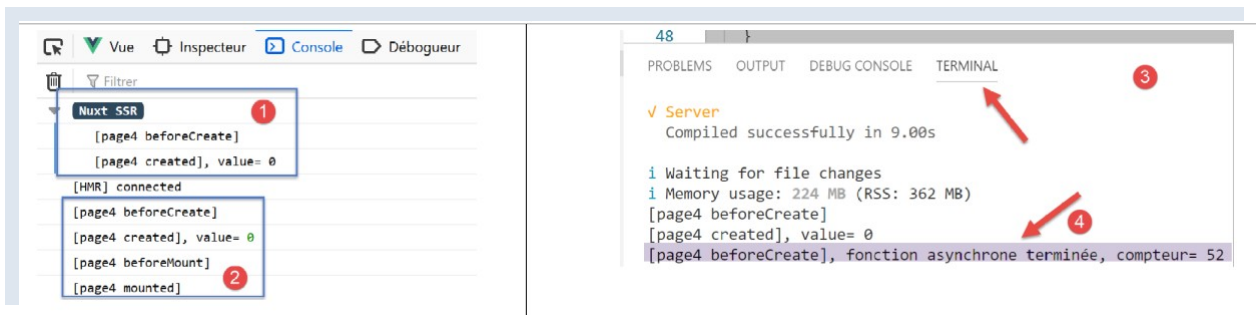 Vue Inspecteur Console Débogueur
Filtrer
Nuxt SSR 1
[page4 beforeCreate]
[page4 created], value= 0
[HMR] connected
[page4 beforeCreate]
[page4 created], value= 0
[page4 beforeMount]
2
[page4 mounted]
48 }
PROBLEMS OUTPUT DEBUG CONSOLE TERMINAL 3
√ Server
Compiled successfully in 9.00s
i Waiting for file changes
i Memory usage: 224 MB (RSS: 362 MB)
[page4 beforeCreate]
4
[page4 created], value= 0
[page4 beforeCreate], fonction asynchrone terminée, compteur= 52